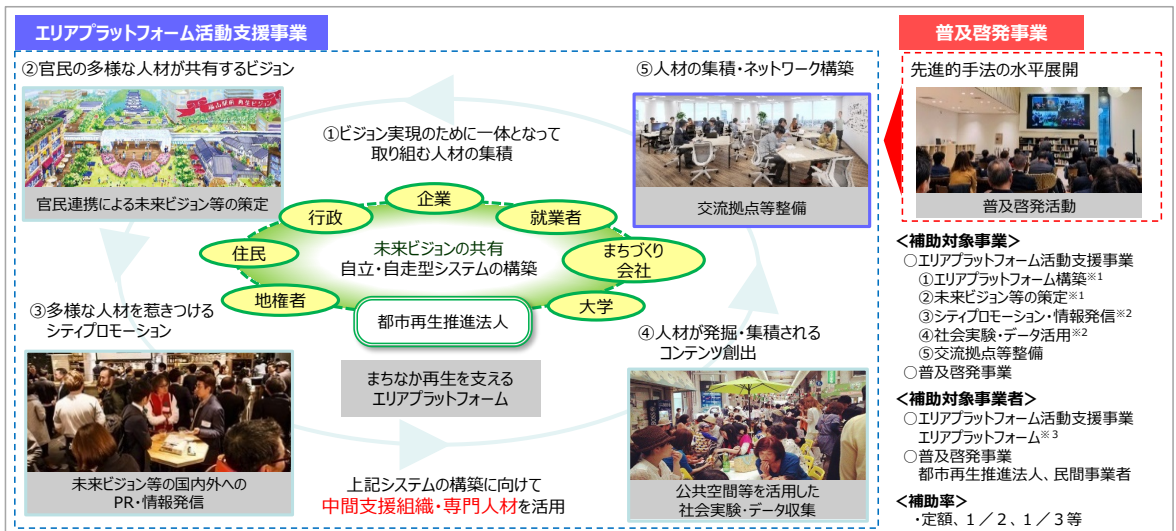 エリアプラットフォーム活動支援事業
②官民の多様な人材が共有するビジョン
福山駅前 再生ビジョン
官民連携による未来ビジョン等の策定
①ビジョン実現のために一体となって
取り組む人材の集積
⑤人材の集積・ネットワーク構築
交流拠点等整備
企業
行政
就業者
住民
まちづくり
会社
地権者
大学
未来ビジョンの共有
自立・自走型システムの構築
都市再生推進法人
まちなか再生を支える
エリアプラットフォーム
③多様な人材を惹きつける
シティプロモーション
未来ビジョン等の国内外への
PR・情報発信
④人材が発掘・集積される
コンテンツ創出
公共空間等を活用した
社会実験・データ収集
上記システムの構築に向けて
中間支援組織・専門人材を活用
普及啓発事業
先進的手法の水平展開
普及啓発活動
<補助対象事業>
○エリアプラットフォーム活動支援事業
①エリアプラットフォーム構築※1
②未来ビジョン等の策定※1
③シティプロモーション・情報発信※2
④社会実験・データ活用※2
⑤交流拠点等整備
○普及啓発事業
<補助対象事業者>
○エリアプラットフォーム活動支援事業
エリアプラットフォーム※3
○普及啓発事業
都市再生推進法人、民間事業者
<補助率>
・定額、1/2、1/3等